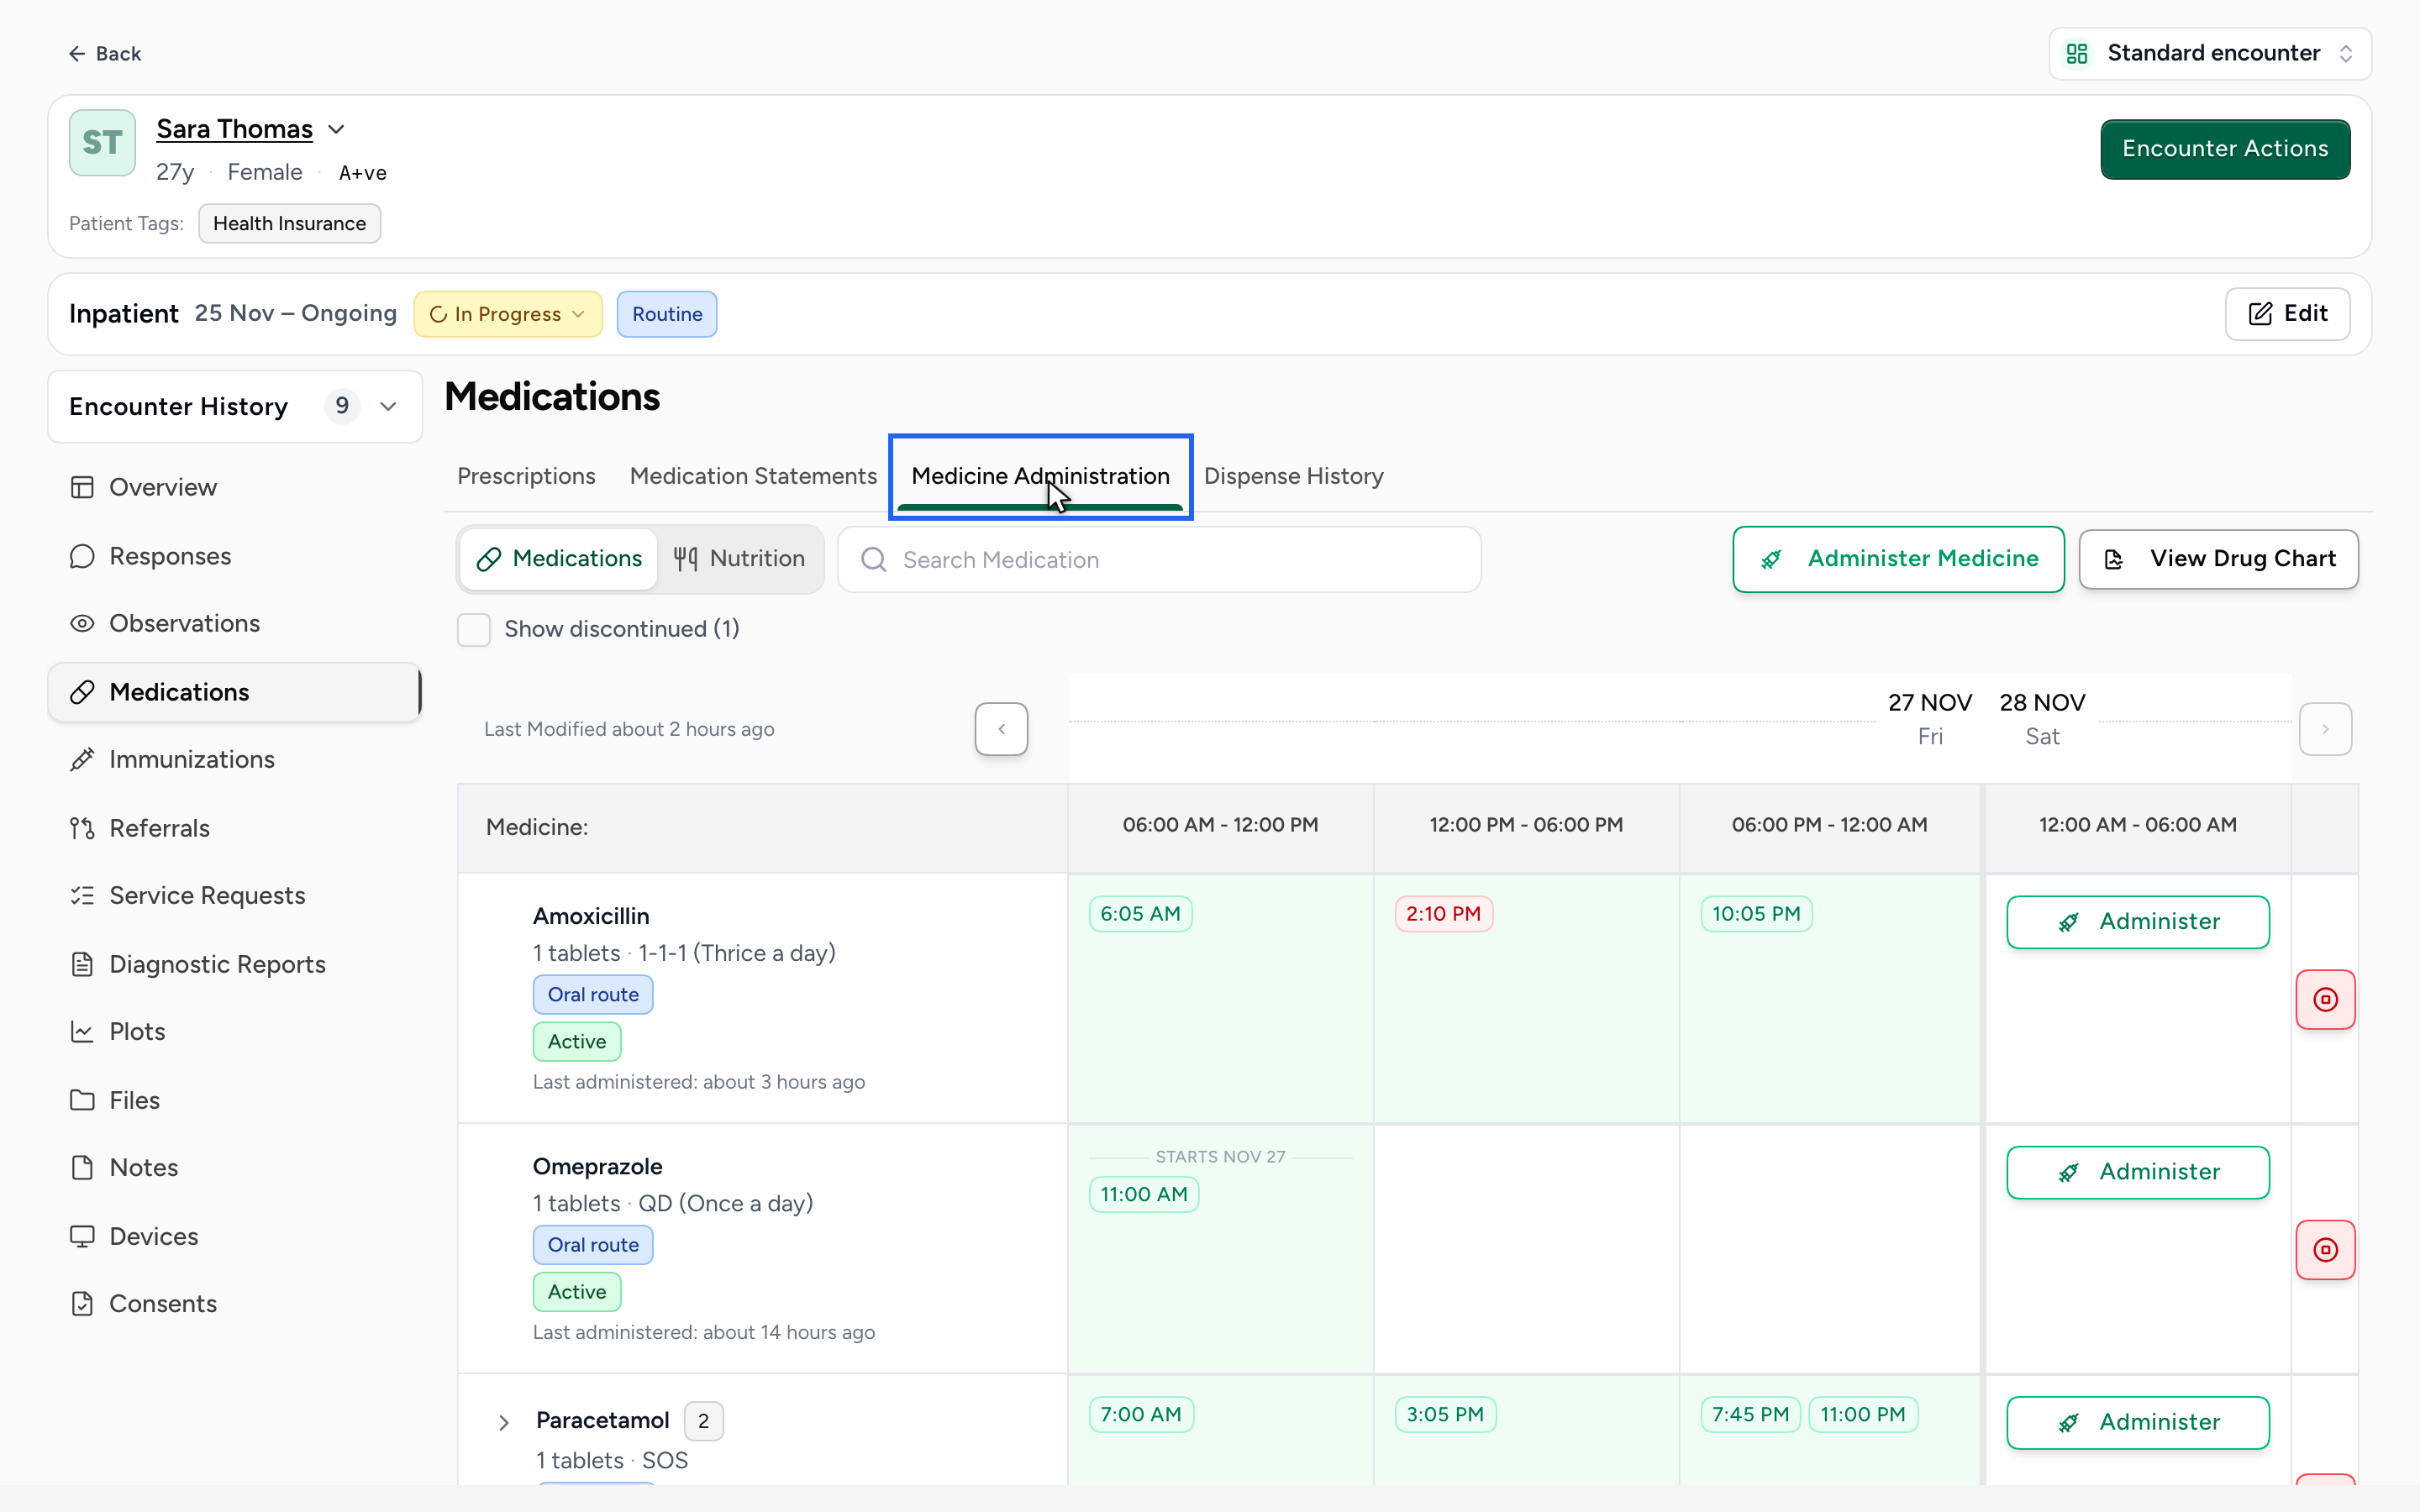 Back
Standard encounter
ST
Sara Thomas
27y · Female · A+ve
Encounter Actions
Patient Tags: Health Insurance
Inpatient 25 Nov – Ongoing In Progress Routine
Edit
Encounter History 9
Overview
Responses
Observations
Medications
Immunizations
Referrals
Service Requests
Diagnostic Reports
Plots
Files
Notes
Devices
Consents
Medications
Prescriptions Medication Statements Medicine Administration Dispense History
Medications Nutrition Search Medication Administer Medicine View Drug Chart
Show discontinued (1)
Last Modified about 2 hours ago
27 NOV 28 NOV
Fri Sat
Medicine: 06:00 AM - 12:00 PM 12:00 PM - 06:00 PM 06:00 PM - 12:00 AM 12:00 AM - 06:00 AM
Amoxicillin 6:05 AM 2:10 PM 10:05 PM Administer
1 tablets · 1-1-1 (Thrice a day)
Oral route
Active
Last administered: about 3 hours ago
STARTS NOV 27
Omeprazole 11:00 AM Administer
1 tablets · QD (Once a day)
Oral route
Active
Last administered: about 14 hours ago
Paracetamol 2 7:00 AM 3:05 PM 7:45 PM 11:00 PM Administer
1 tablets · SOS